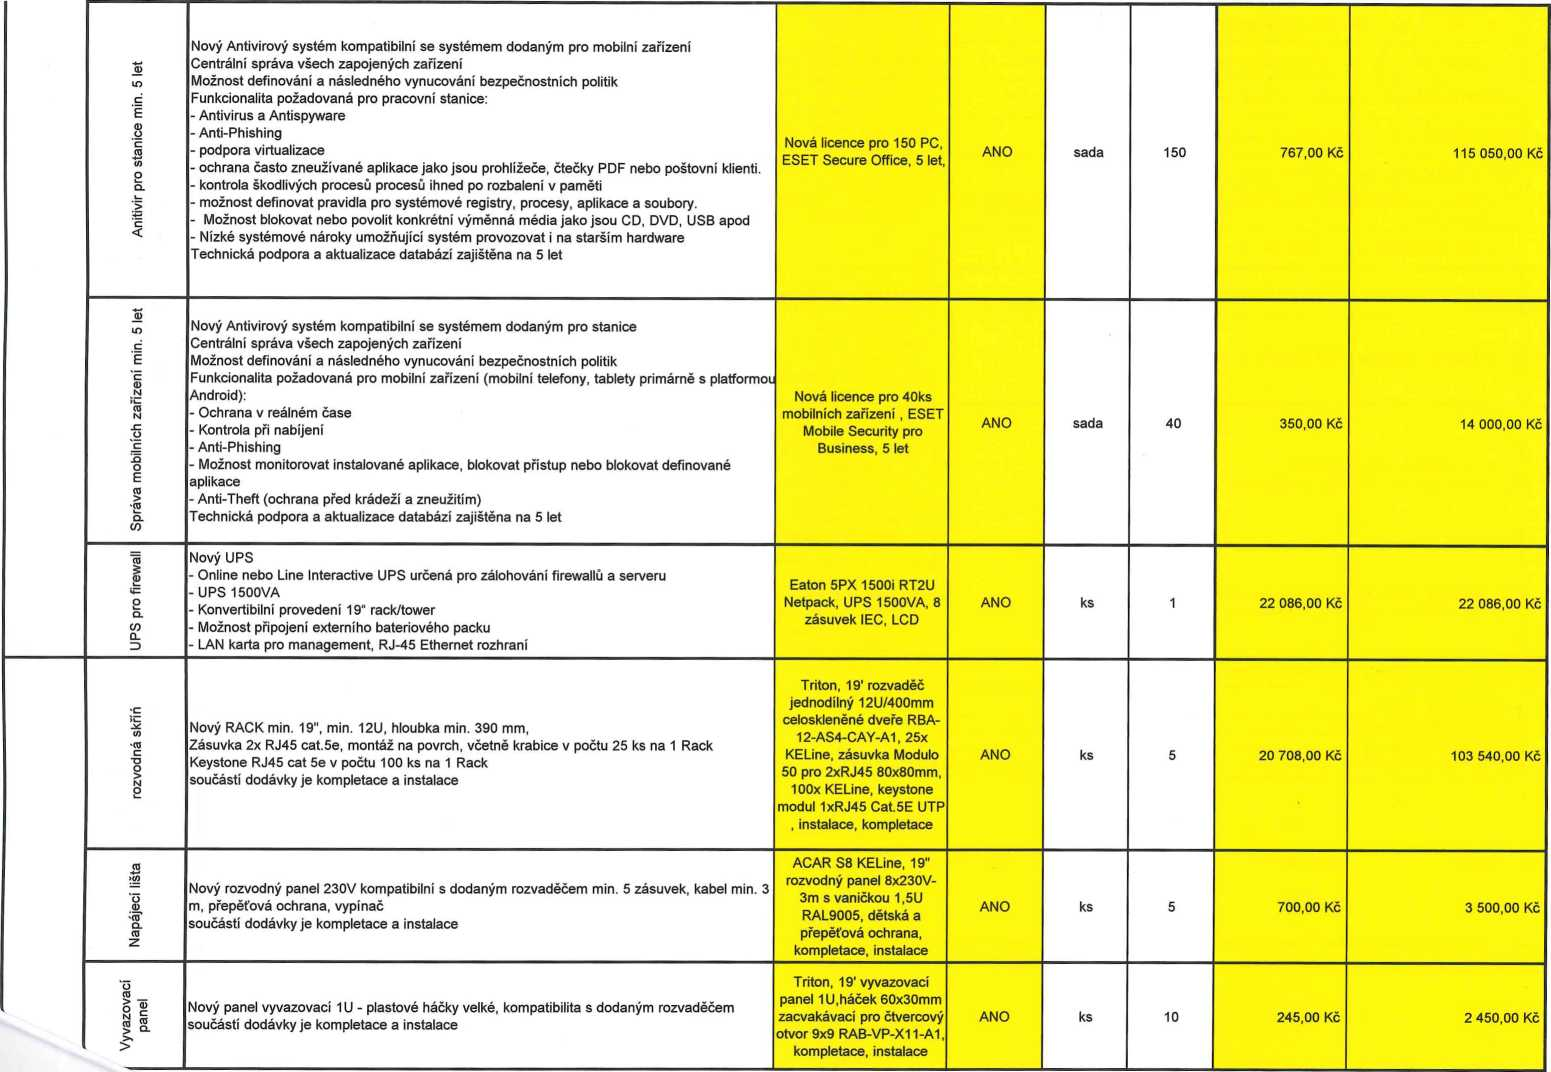 Anitivir pro stanice min. 5 let
Nový Antivirový systém kompatibilní se systémem dodaným pro mobilní zařízení
Centrální správa všech zapojených zařízení
Možnost definování a následného vynucování bezpečnostních politik
Funkcionalita požadovaná pro pracovní stanice:
- Antivirus a Antispyware
- Anti-Phishing
- podpora virtualizace
- ochrana často zneužívané aplikace jako jsou prohlížeče, čtečky PDF nebo poštovní klienti.
- kontrola škodlivých procesů procesů ihned po rozbalení v paměti
- možnost definovat pravidla pro systémové registry, procesy, aplikace a soubory.
- Možnost blokovat nebo povolit konkrétní výměnná média jako jsou CD, DVD, USB apod
- Nízké systémové nároky umožňující systém provozovat i na starším hardware
Technická podpora a aktualizace databází zajištěna na 5 let
Nová licence pro 150 PC,
ESET Secure Office, 5 let,
ANO
sada
150
767,00 Kč
115 050,00 Kč
Správa mobilních zařízení min. 5 let
Nový Antivirový systém kompatibilní se systémem dodaným pro stanice
Centrální správa všech zapojených zařízení
Možnost definování a následného vynucování bezpečnostních politik
Funkcionalita požadovaná pro mobilní zařízení (mobilní telefony, tablety primárně s platformou
Android):
- Ochrana v reálném čase
- Kontrola při nabíjení
- Anti-Phishing
- Možnost monitorovat instalované aplikace, blokovat přístup nebo blokovat definované
aplikace
- Anti-Theft (ochrana před krádeží a zneužitím)
Technická podpora a aktualizace databází zajištěna na 5 let
Nová licence pro 40ks
mobilních zařízení , ESET
Mobile Security pro
Business, 5 let
ANO
sada
40
350,00 Kč
14 000,00 Kč
UPS pro firewall
Nový UPS
- Online nebo Line Interactive UPS určená pro zálohování firewallů a serveru
- UPS 1500VA
- Konvertibilní provedení 19" rack/tower
- Možnost připojení externího bateriového packu
- LAN karta pro management, RJ-45 Ethernet rozhraní
Eaton 5PX 1500i RT2U
Netpack, UPS 1500VA, 8
zásuvek IEC, LCD
ANO
ks
1
22 086,00 Kč
22 086,00 Kč
rozvodná skříň
Nový RACK min. 19", min. 12U, hloubka min. 390 mm,
Zásuvka 2x RJ45 cat.5e, montáž na povrch, včetně krabice v počtu 25 ks na 1 Rack
Keystone RJ45 cat 5e v počtu 100 ks na 1 Rack
součástí dodávky je kompletace a instalace
Triton, 19' rozvaděč
jednodílný 12U/400mm
celoskleněné dveře RBA-
12-AS4-CAY-A1, 25x
KELine, zásuvka Modulo
50 pro 2xRJ45 80x80mm,
100x KELine, keystone
modul 1xRJ45 Cat.5E UTP
, instalace, kompletace
ANO
ks
5
20 708,00 Kč
103 540,00 Kč
Napájecí lišta
Nový rozvodný panel 230V kompatibilní s dodaným rozvaděčem min. 5 zásuvek, kabel min. 3
m, přepěťová ochrana, vypínač
součástí dodávky je kompletace a instalace
ACAR S8 KELine, 19"
rozvodný panel 8x230V-
3m s vaničkou 1,5U
RAL9005, dětská a
přepěťová ochrana,
kompletace, instalace
ANO
ks
5
700,00 Kč
3 500,00 Kč
Vyvazovací
panel
Nový panel vyvazovací 1U - plastové háčky velké, kompatibilita s dodaným rozvaděčem
součástí dodávky je kompletace a instalace
Triton, 19' vyvazovací
panel 1U,háček 60x30mm
zacvakávací pro čtvercový
otvor 9x9 RAB-VP-X11-A1,
kompletace, instalace
ANO
ks
10
245,00 Kč
2 450,00 Kč